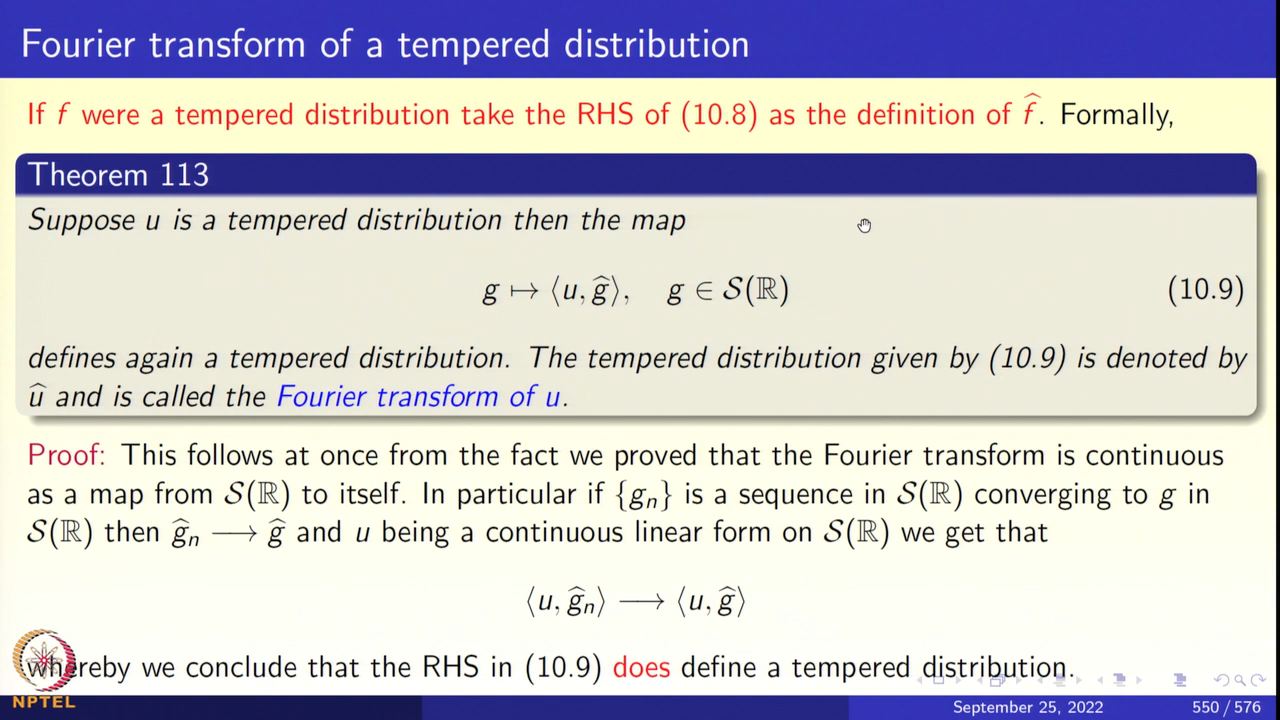 Fourier transform of a tempered distribution
If f were a tempered distribution take the RHS of (10.8) as the definition of f̂. Formally,
Theorem 113
Suppose u is a tempered distribution then the map
g ↦ ⟨u, ĝ⟩, g ∈ 𝒮(ℝ) (10.9)
defines again a tempered distribution. The tempered distribution given by (10.9) is denoted by
û and is called the Fourier transform of u.
Proof: This follows at once from the fact we proved that the Fourier transform is continuous
as a map from 𝒮(ℝ) to itself. In particular if {gₙ} is a sequence in 𝒮(ℝ) converging to g in
𝒮(ℝ) then ĝₙ ⟶ ĝ and u being a continuous linear form on 𝒮(ℝ) we get that
⟨u, ĝₙ⟩ ⟶ ⟨u, ĝ⟩
whereby we conclude that the RHS in (10.9) does define a tempered distribution.
NPTEL
September 25, 2022 550 / 576